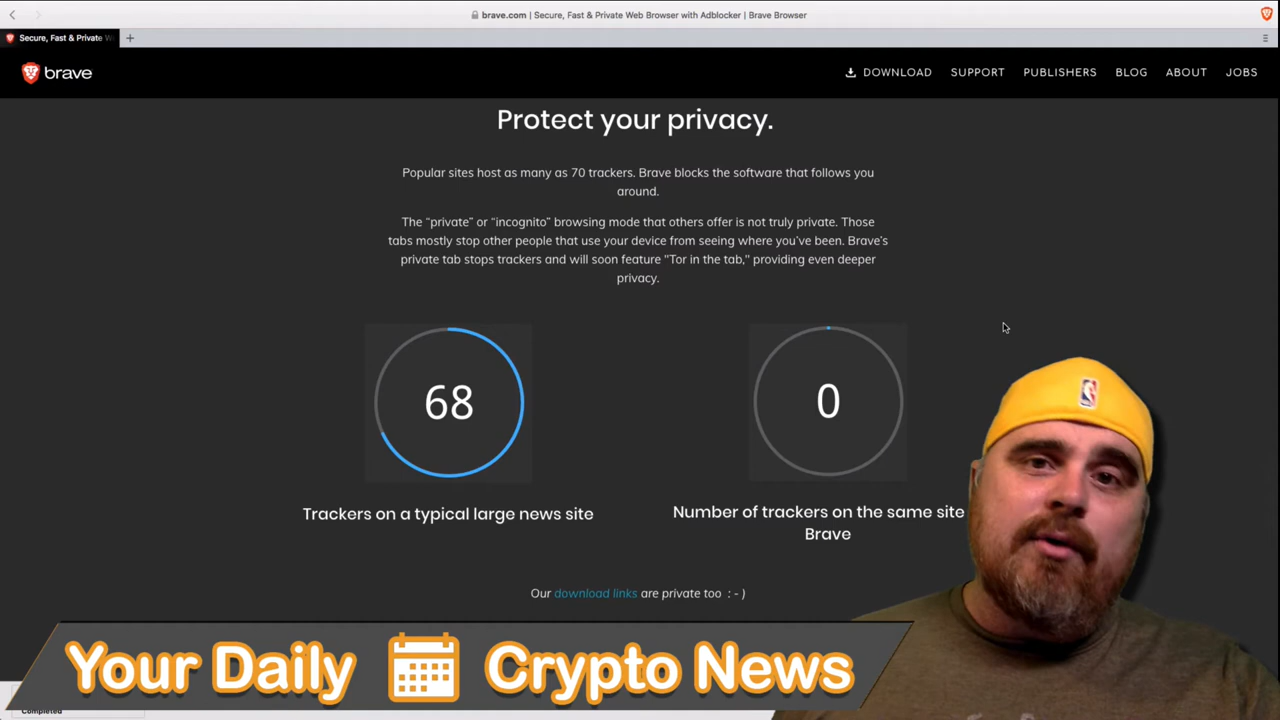 brave.com | Secure, Fast & Private Web Browser with Adblocker | Brave Browser
Secure, Fast & Private W
brave
DOWNLOAD
SUPPORT
PUBLISHERS
BLOG
ABOUT
JOBS
Protect your privacy.
Popular sites host as many as 70 trackers. Brave blocks the software that follows you
around.
The “private” or “incognito” browsing mode that others offer is not truly private. Those
tabs mostly stop other people that use your device from seeing where you’ve been. Brave’s
private tab stops trackers and will soon feature "Tor in the tab," providing even deeper
privacy.
68
0
Trackers on a typical large news site
Number of trackers on the same site
Brave
Our download links are private too : - )
Your Daily Crypto News
Completed